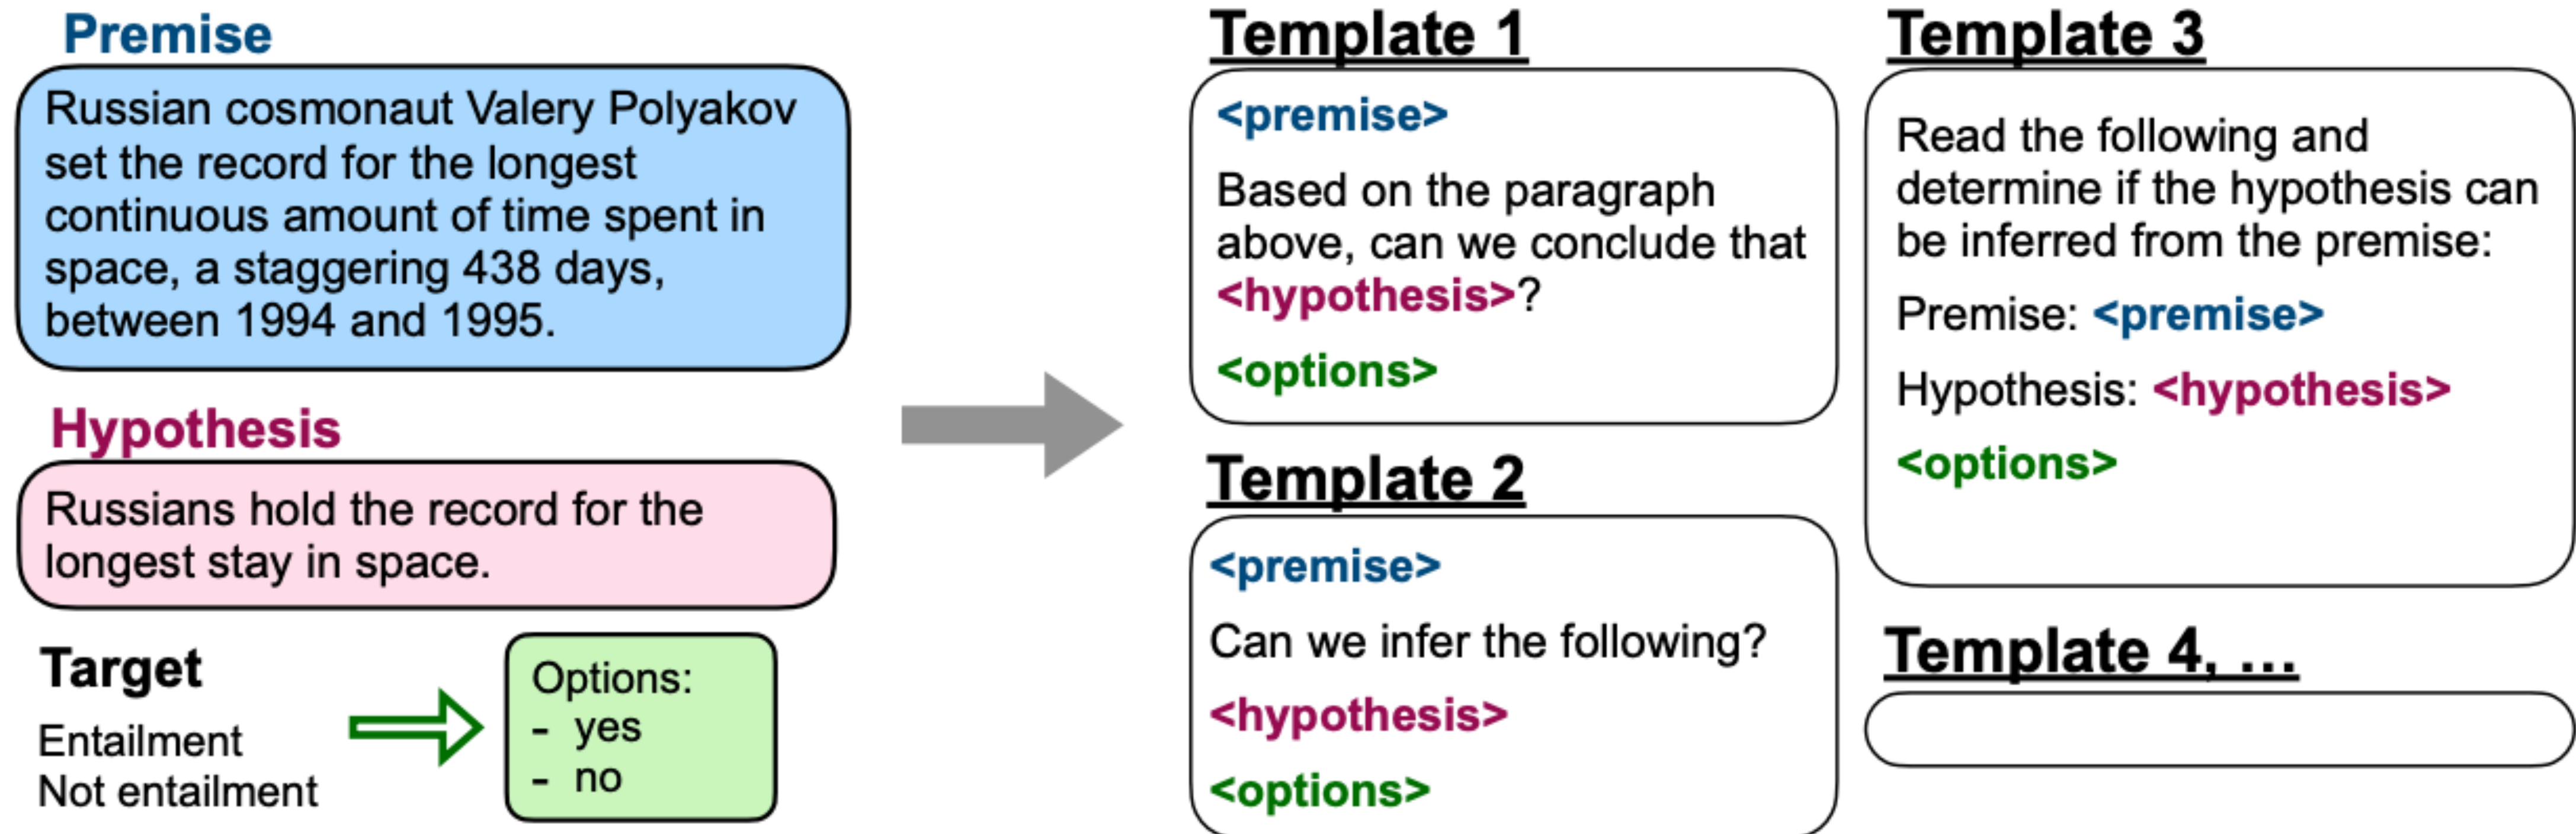 Premise
Russian cosmonaut Valery Polyakov
set the record for the longest
continuous amount of time spent in
space, a staggering 438 days,
between 1994 and 1995.
Hypothesis
Russians hold the record for the
longest stay in space.
Target
Entailment
Not entailment
Options:
- yes
- no
Template 1
<premise>
Based on the paragraph
above, can we conclude that
<hypothesis>?
<options>
Template 2
<premise>
Can we infer the following?
<hypothesis>
<options>
Template 3
Read the following and
determine if the hypothesis can
be inferred from the premise:
Premise: <premise>
Hypothesis: <hypothesis>
<options>
Template 4, …